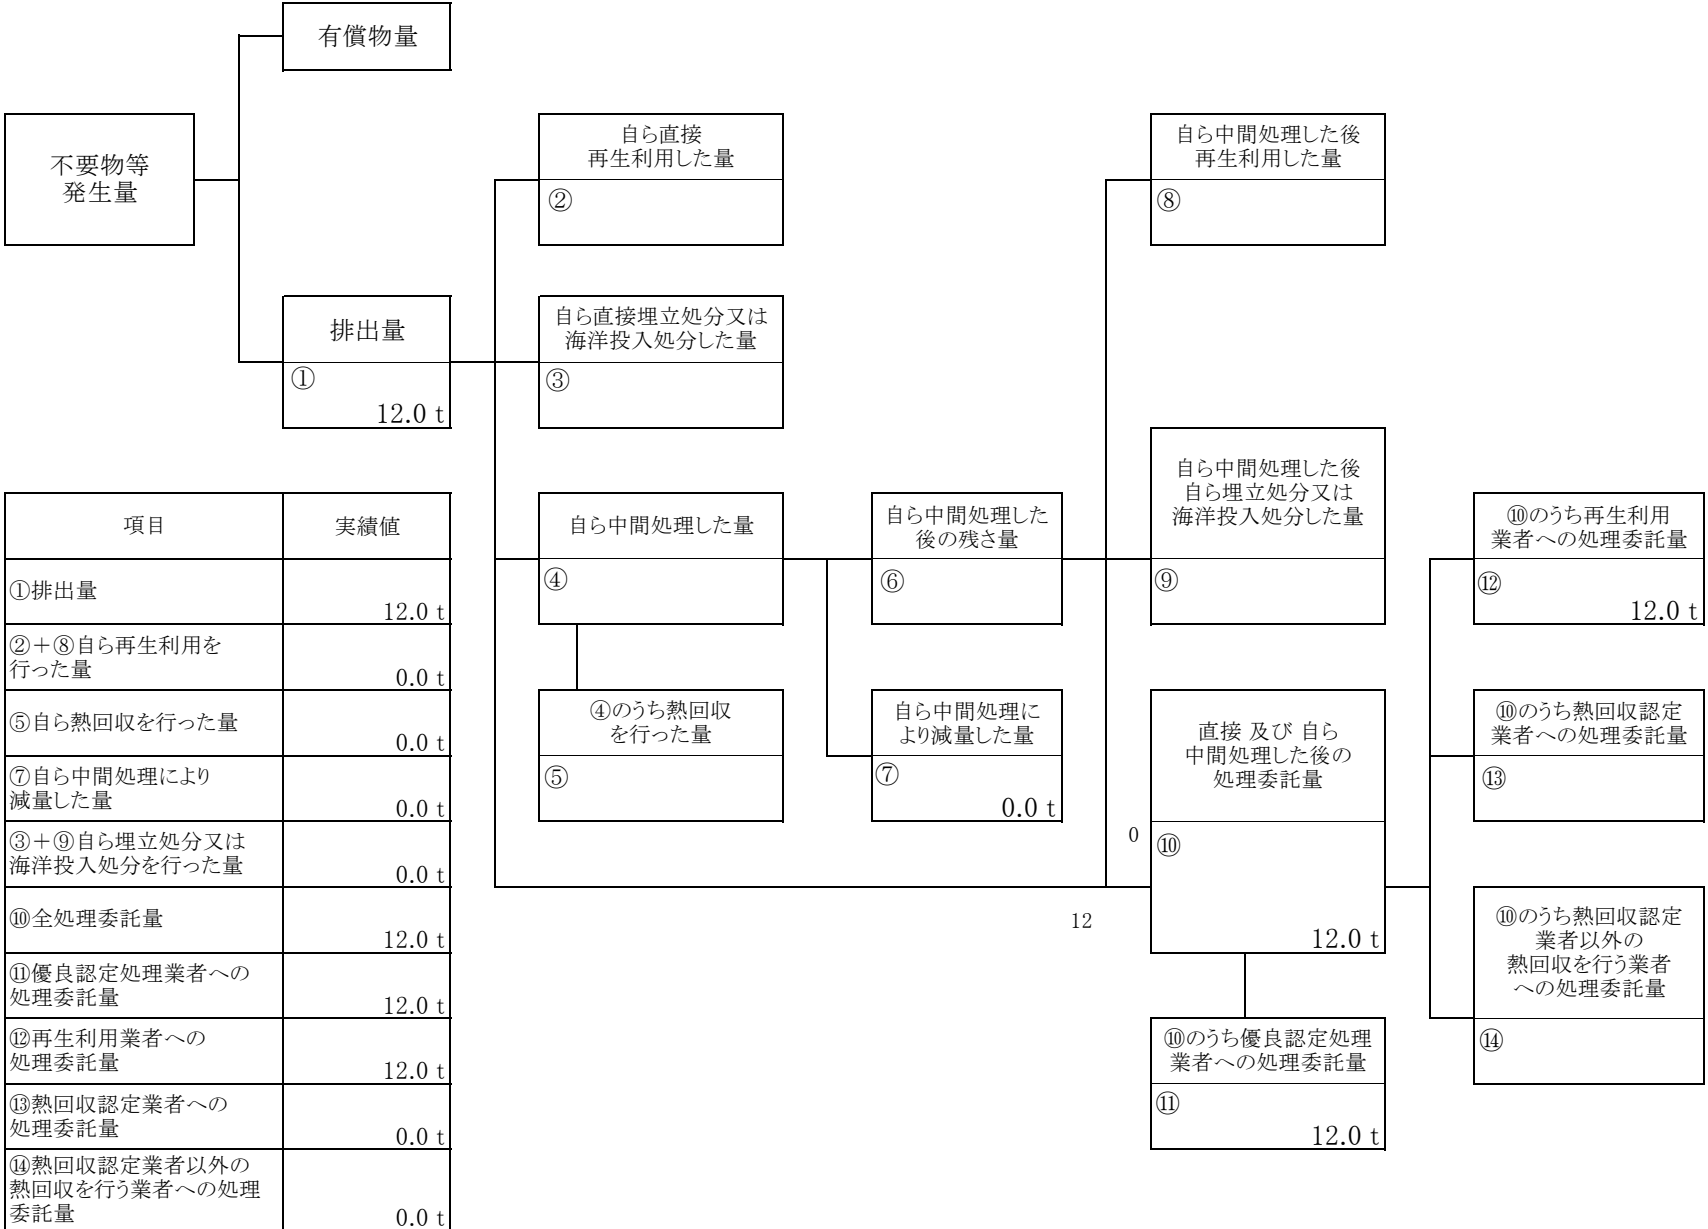 有償物量
不要物等
発生量
自ら直接
再生利用した量
②
自ら中間処理した後
再生利用した量
⑧
排出量
①
12.0 t
自ら直接埋立処分又は
海洋投入処分した量
③
自ら中間処理した後
自ら埋立処分又は
海洋投入処分した量
⑨
自ら中間処理した量
④
自ら中間処理した
後の残さ量
⑥
⑩のうち再生利用
業者への処理委託量
⑫
12.0 t
④のうち熱回収
を行った量
⑤
自ら中間処理に
より減量した量
⑦
0.0 t
直接 及び 自ら
中間処理した後の
処理委託量
0
⑩
12
12.0 t
⑩のうち熱回収認定
業者への処理委託量
⑬
⑩のうち熱回収認定
業者以外の
熱回収を行う業者
への処理委託量
⑭
⑩のうち優良認定処理
業者への処理委託量
⑪
12.0 t
項目 実績値
①排出量
12.0 t
②＋⑧自ら再生利用を
行った量
0.0 t
⑤自ら熱回収を行った量
0.0 t
⑦自ら中間処理により
減量した量
0.0 t
③＋⑨自ら埋立処分又は
海洋投入処分を行った量
0.0 t
⑩全処理委託量
12.0 t
⑪優良認定処理業者への
処理委託量
12.0 t
⑫再生利用業者への
処理委託量
12.0 t
⑬熱回収認定業者への
処理委託量
0.0 t
⑭熱回収認定業者以外の
熱回収を行う業者への処理
委託量
0.0 t